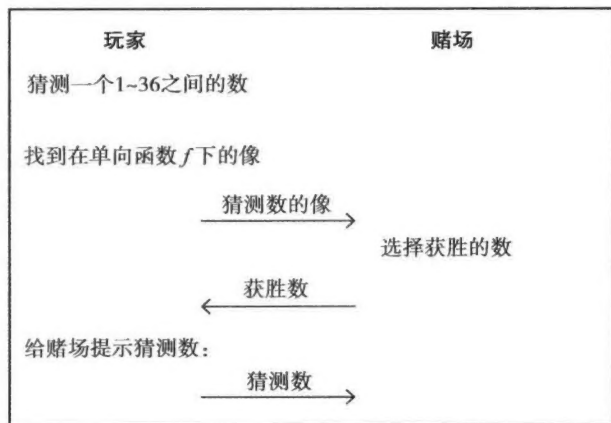 玩家 赌场
猜测一个1~36之间的数
找到在单向函数f下的像
猜测数的像
选择获胜的数
获胜数
给赌场提示猜测数：
猜测数